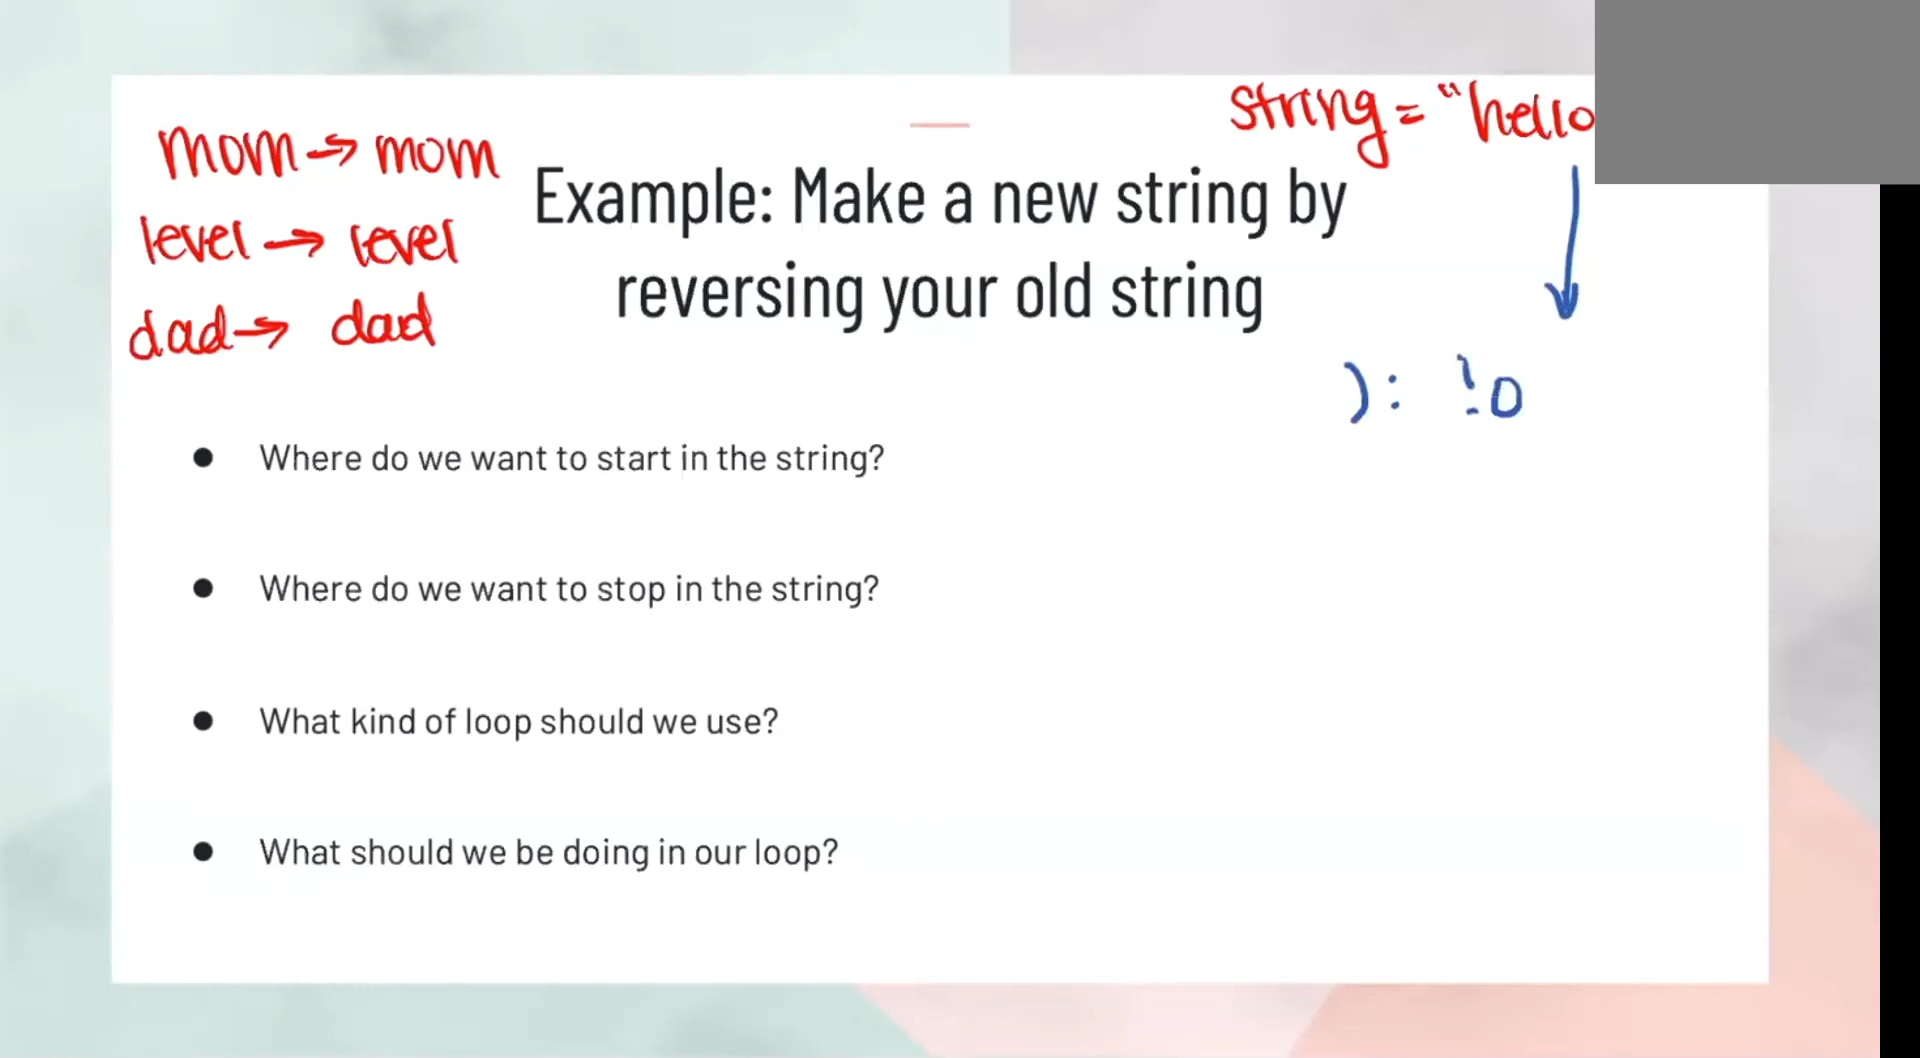 string = "hello
mom → mom
level → level
dad → dad
Example: Make a new string by
reversing your old string
): !o
● Where do we want to start in the string?
● Where do we want to stop in the string?
● What kind of loop should we use?
● What should we be doing in our loop?